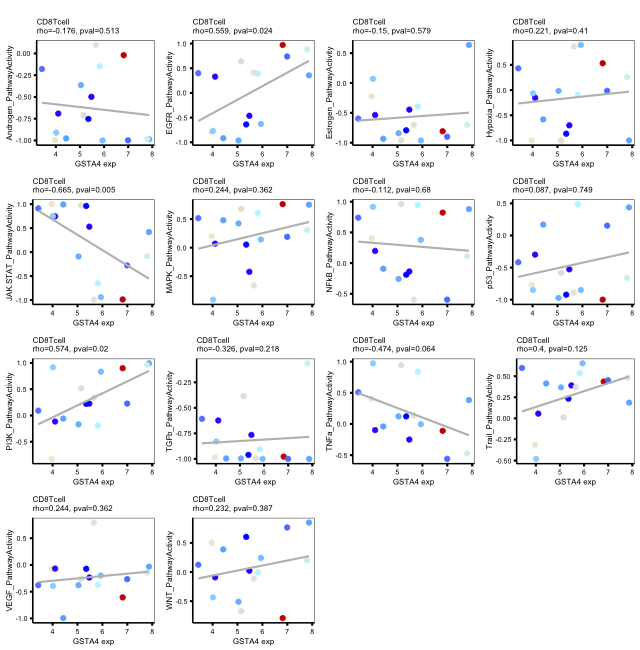 CD8Tcell
rho=-0.176, pval=0.513
Androgen_PathwayActivity
0.00
-0.25
-0.50
-0.75
-1.00
4 5 6 7 8
GSTA4 exp
CD8Tcell
rho=0.559, pval=0.024
EGFR_PathwayActivity
1.0
0.5
0.0
-0.5
-1.0
4 5 6 7 8
GSTA4 exp
CD8Tcell
rho=-0.15, pval=0.579
Estrogen_PathwayActivity
0.5
0.0
-0.5
-1.0
4 5 6 7 8
GSTA4 exp
CD8Tcell
rho=0.221, pval=0.41
Hypoxia_PathwayActivity
0.5
0.0
-0.5
-1.0
4 5 6 7 8
GSTA4 exp
CD8Tcell
rho=-0.665, pval=0.005
JAK.STAT_PathwayActivity
1.0
0.5
0.0
-0.5
-1.0
4 5 6 7 8
GSTA4 exp
CD8Tcell
rho=0.244, pval=0.362
MAPK_PathwayActivity
0.5
0.0
-0.5
4 5 6 7 8
GSTA4 exp
CD8Tcell
rho=-0.112, pval=0.68
NFkB_PathwayActivity
1.0
0.5
0.0
-0.5
4 5 6 7 8
GSTA4 exp
CD8Tcell
rho=0.087, pval=0.749
p53_PathwayActivity
0.5
0.0
-0.5
-1.0
4 5 6 7 8
GSTA4 exp
CD8Tcell
rho=0.574, pval=0.02
PI3K_PathwayActivity
1.0
0.5
0.0
-0.5
4 5 6 7 8
GSTA4 exp
CD8Tcell
rho=-0.326, pval=0.218
TGFb_PathwayActivity
-0.25
-0.50
-0.75
-1.00
4 5 6 7 8
GSTA4 exp
CD8Tcell
rho=-0.474, pval=0.064
TNFa_PathwayActivity
1.0
0.5
0.0
-0.5
4 5 6 7 8
GSTA4 exp
CD8Tcell
rho=0.4, pval=0.125
Trail_PathwayActivity
0.50
0.25
0.00
-0.25
-0.50
4 5 6 7 8
GSTA4 exp
CD8Tcell
rho=0.244, pval=0.362
VEGF_PathwayActivity
0.5
0.0
-0.5
-1.0
4 5 6 7 8
GSTA4 exp
CD8Tcell
rho=0.232, pval=0.387
WNT_PathwayActivity
0.5
0.0
-0.5
4 5 6 7 8
GSTA4 exp